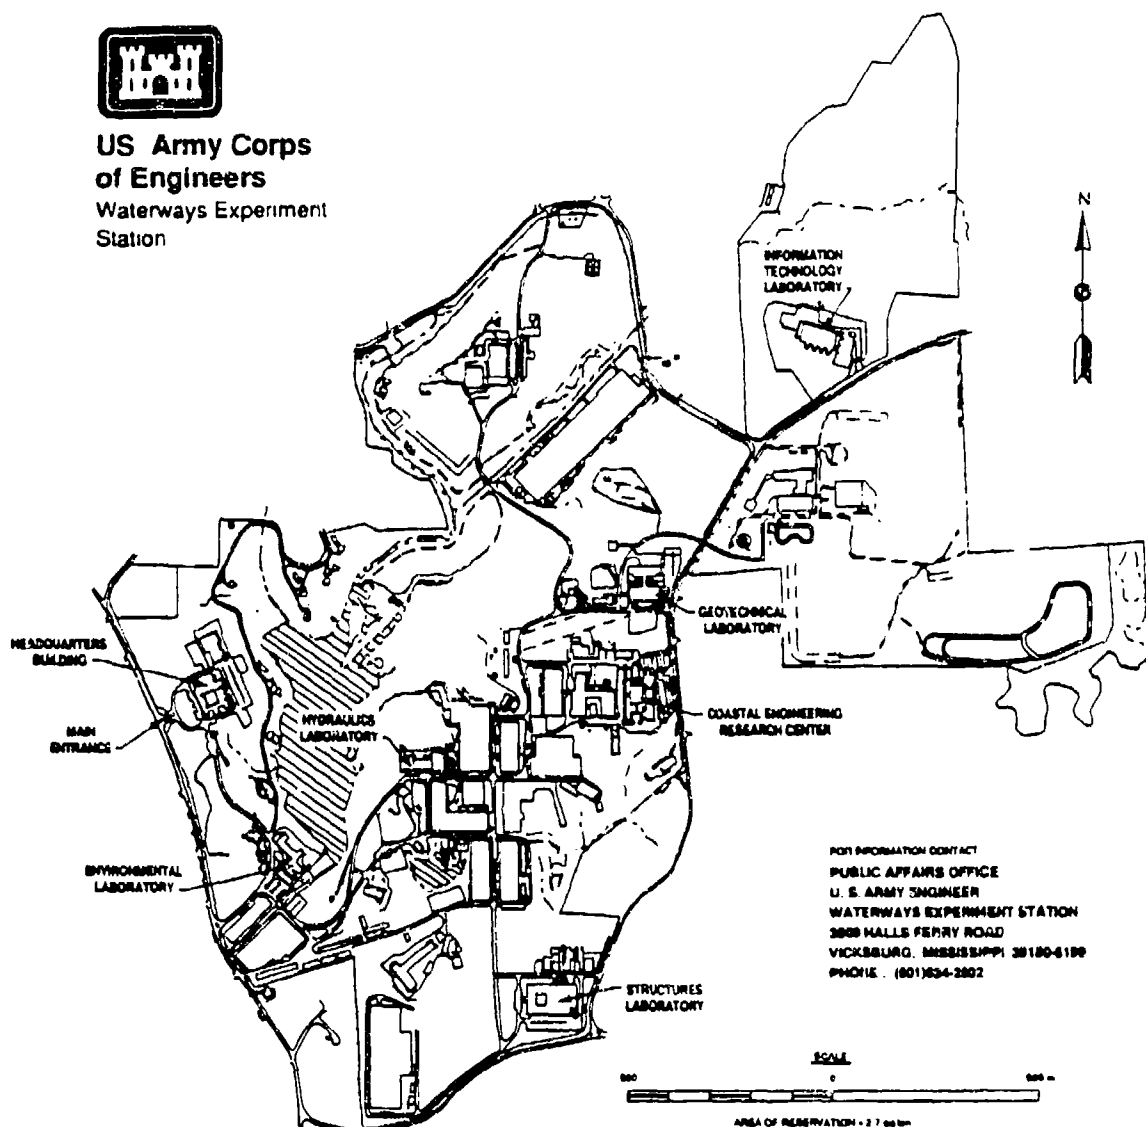 US Army Corps
of Engineers
Waterways Experiment
Station
N
INFORMATION
TECHNOLOGY
LABORATORY
GEOTECHNICAL
LABORATORY
HEADQUARTERS
BUILDING
MAIN
ENTRANCE
HYDRAULICS
LABORATORY
COASTAL ENGINEERING
RESEARCH CENTER
ENVIRONMENTAL
LABORATORY
STRUCTURES
LABORATORY
FOR INFORMATION CONTACT
PUBLIC AFFAIRS OFFICE
U. S. ARMY ENGINEER
WATERWAYS EXPERIMENT STATION
HALLS FERRY ROAD
VICKSBURG, MISSISSIPPI
PHONE
SCALE
0
AREA OF RESERVATION